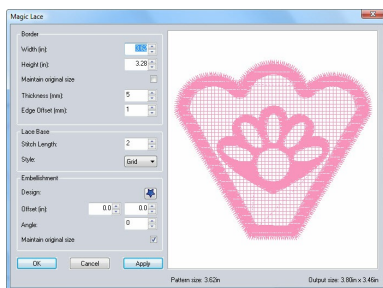 Magic Lace
Border
Width (in): 3.62
Height (in): 3.28
Maintain original size
Thickness (mm): 5
Edge Offset (mm): 1
Lace Base
Stitch Length: 2
Style: Grid
Embellishment
Design:
Offset (in): 0.0 0.0
Angle: 0
Maintain original size
OK Cancel Apply
Pattern size: 3.62in Output size: 3.80in x 3.46in